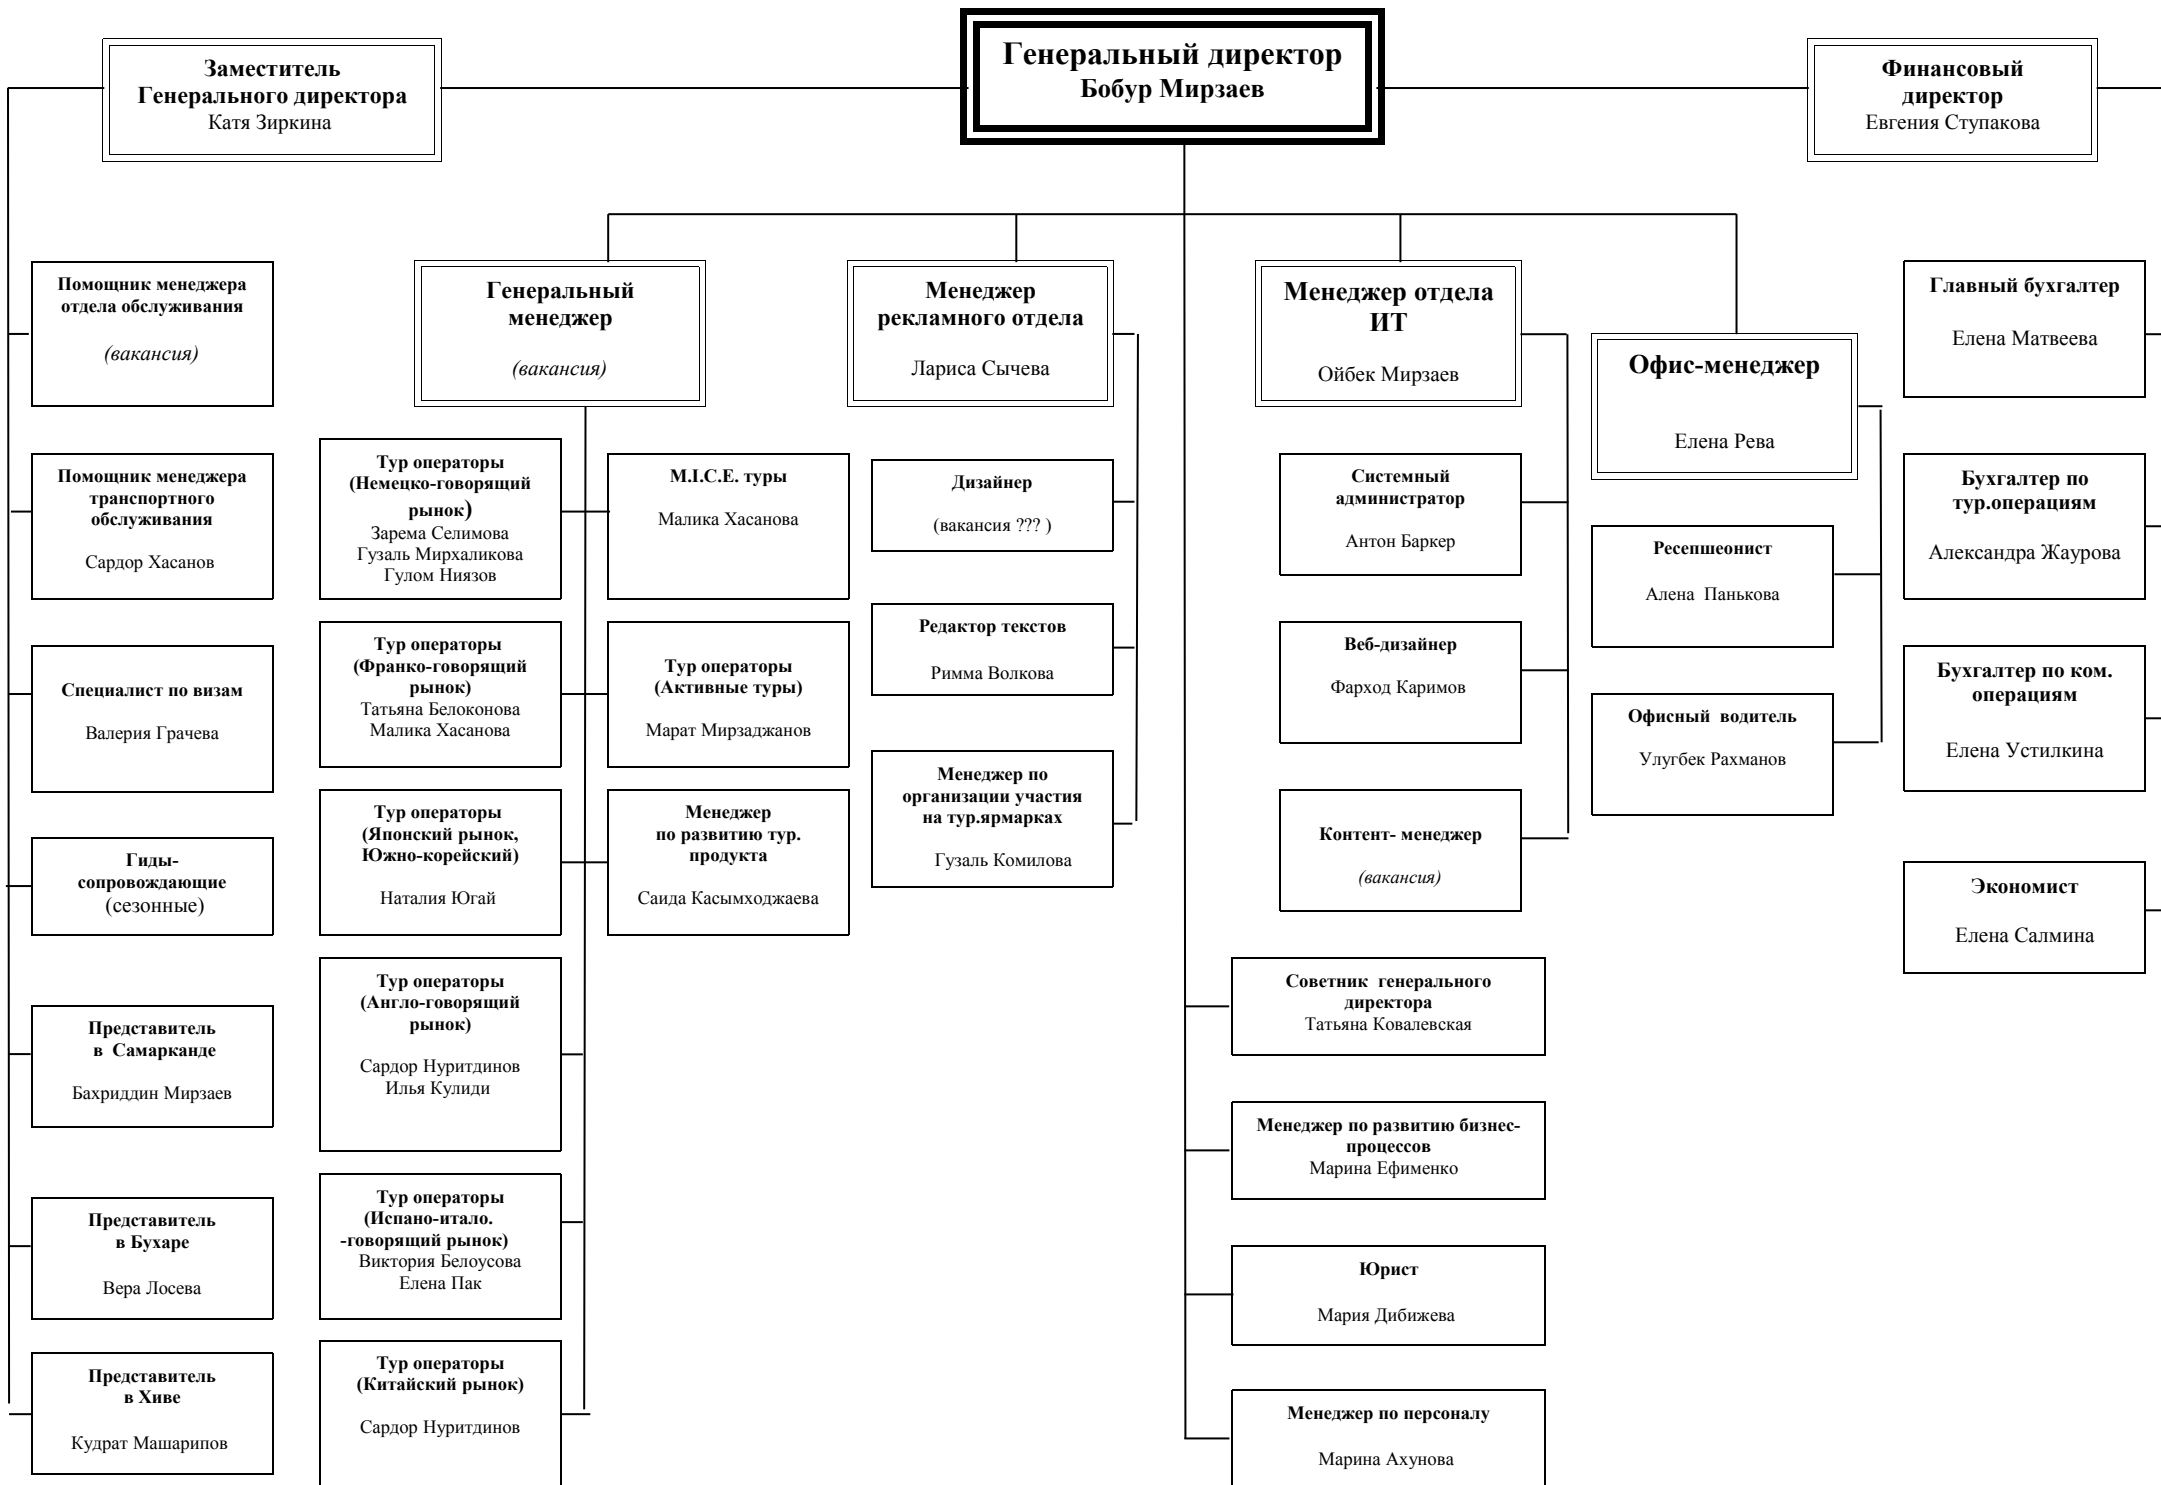 Генеральный директор
Бобур Мирзаев
Заместитель
Генерального директора
Катя Зиркина
Финансовый
директор
Евгения Ступакова
Помощник менеджера
отдела обслуживания
(вакансия)
Помощник менеджера
транспортного
обслуживания
Сардор Хасанов
Специалист по визам
Валерия Грачева
Гиды-
сопровождающие
(сезонные)
Представитель
в Самарканде
Бахриддин Мирзаев
Представитель
в Бухаре
Вера Лосева
Представитель
в Хиве
Кудрат Машарипов
Генеральный
менеджер
(вакансия)
Тур операторы
(Немецко-говорящий
рынок)
Зарема Селимова
Гузаль Мирхаликова
Гулом Ниязов
Тур операторы
(Франко-говорящий
рынок)
Татьяна Белоконова
Малика Хасанова
Тур операторы
(Японский рынок,
Южно-корейский)
Наталия Югай
Тур операторы
(Англо-говорящий
рынок)
Сардор Нуритдинов
Илья Кулиди
Тур операторы
(Испано-итало.
-говорящий рынок)
Виктория Белоусова
Елена Пак
Тур операторы
(Китайский рынок)
Сардор Нуритдинов
M.I.C.E. туры
Малика Хасанова
Тур операторы
(Активные туры)
Марат Мирзаджанов
Менеджер
по развитию тур.
продукта
Саида Касымходжаева
Менеджер
рекламного отдела
Лариса Сычева
Дизайнер
(вакансия ??? )
Редактор текстов
Римма Волкова
Менеджер по
организации участия
на тур.ярмарках
Гузаль Комилова
Менеджер отдела
ИТ
Ойбек Мирзаев
Системный
администратор
Антон Баркер
Веб-дизайнер
Фарход Каримов
Контент- менеджер
(вакансия)
Советник генерального
директора
Татьяна Ковалевская
Менеджер по развитию бизнес-
процессов
Марина Ефименко
Юрист
Мария Дибижева
Менеджер по персоналу
Марина Ахунова
Офис-менеджер
Елена Рева
Ресепшеонист
Алена Панькова
Офисный водитель
Улугбек Рахманов
Главный бухгалтер
Елена Матвеева
Бухгалтер по
тур.операциям
Александра Жаурова
Бухгалтер по ком.
операциям
Елена Устилкина
Экономист
Елена Салмина